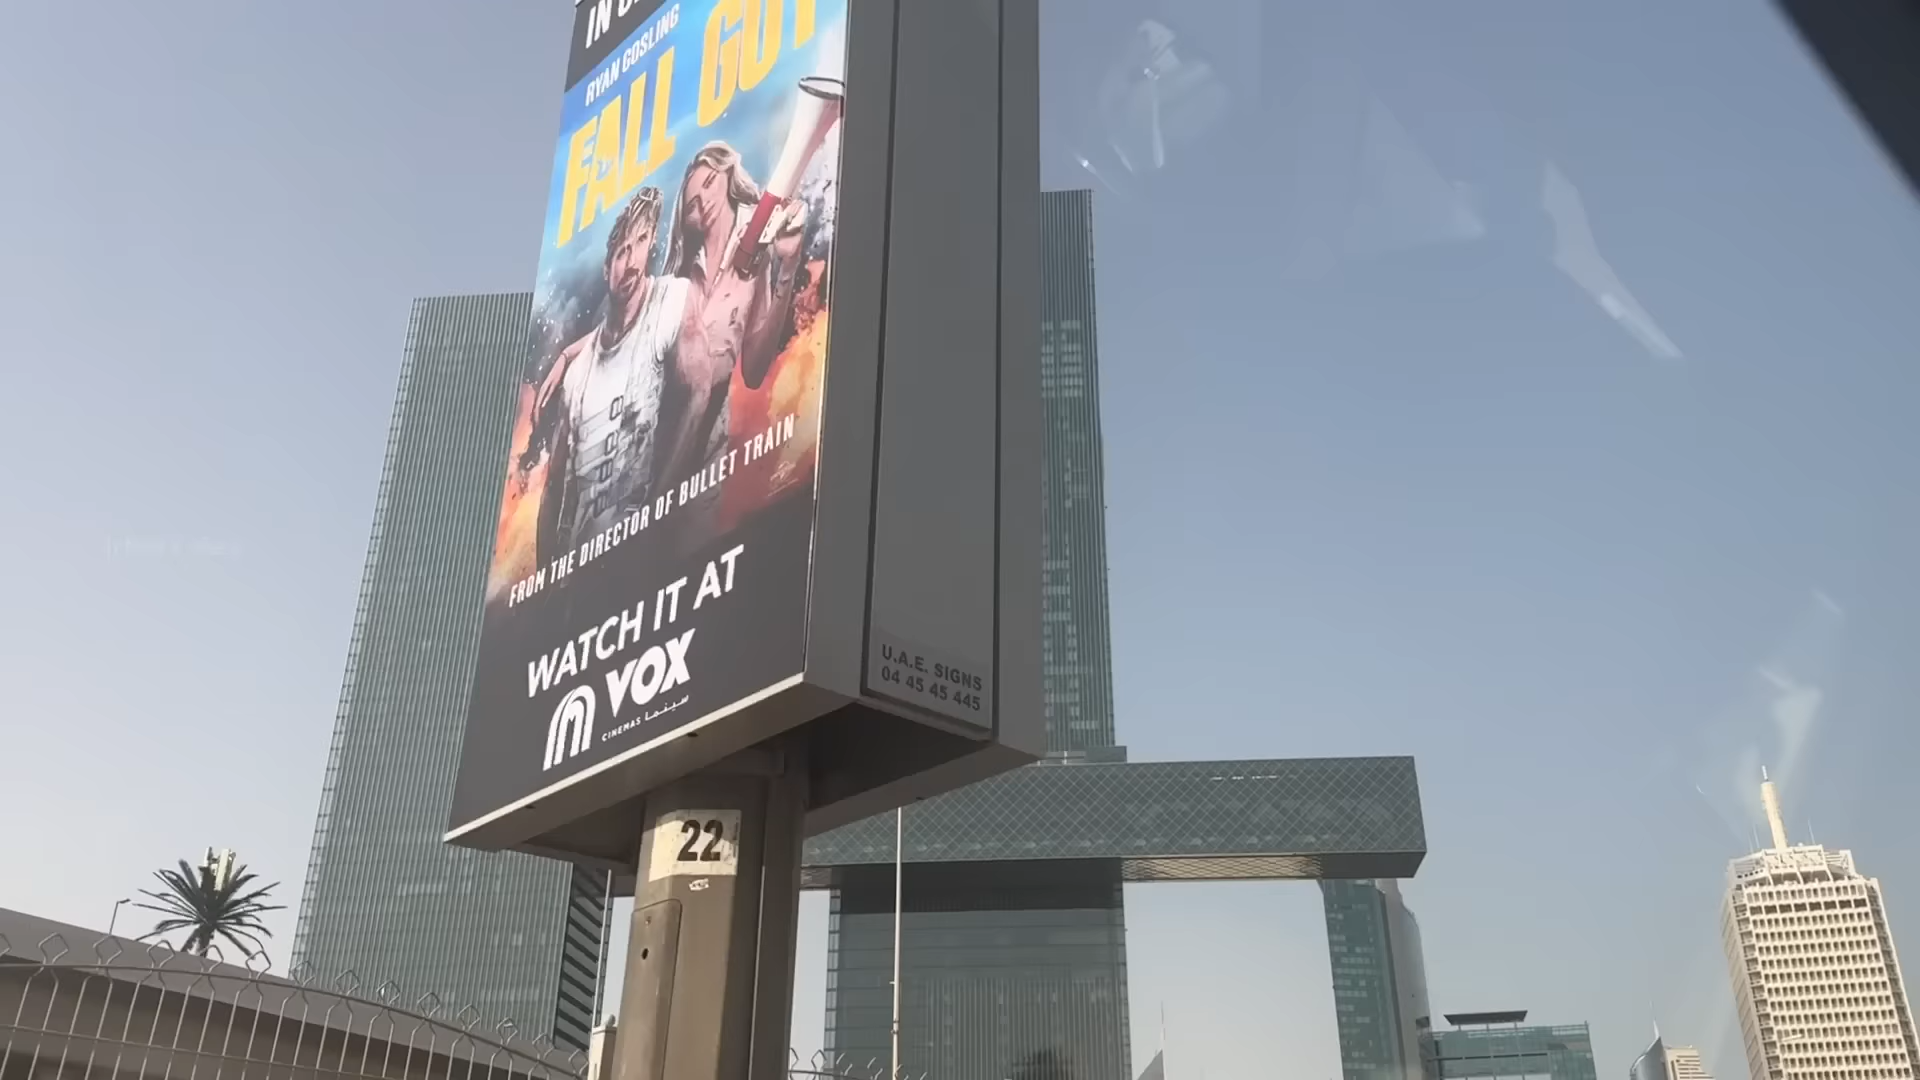 IN
RYAN GOSLING
FALL GUY
FROM THE DIRECTOR OF BULLET TRAIN
WATCH IT AT
VOX
CINEMAS سينما
U.A.E. SIGNS
04 45 45 445
22